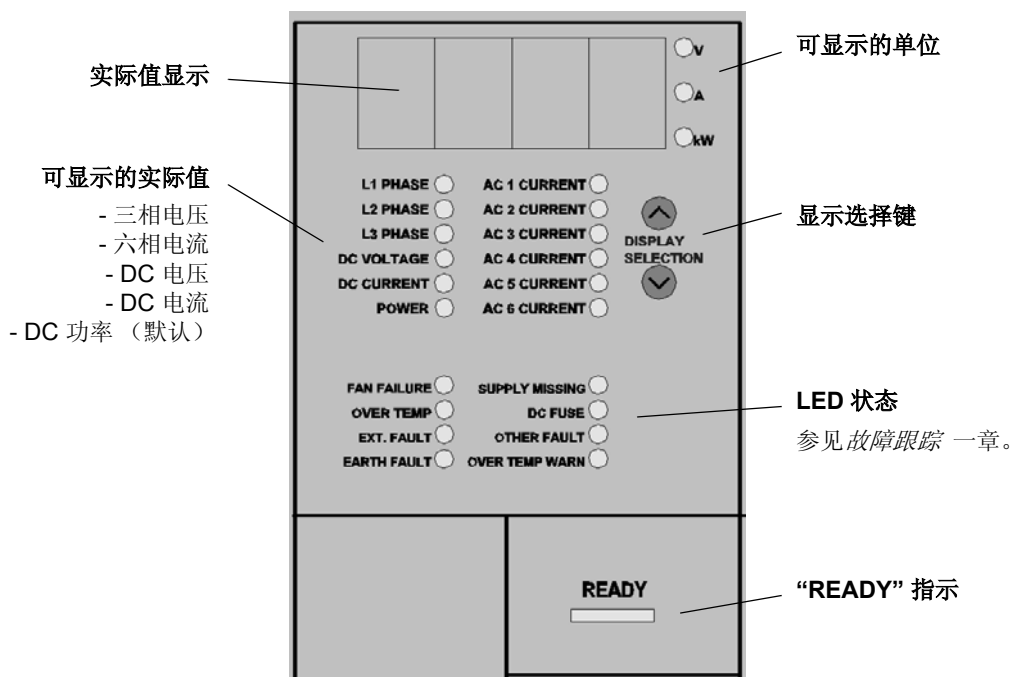 实际值显示
可显示的实际值
- 三相电压
- 六相电流
- DC 电压
- DC 电流
- DC 功率 （默认）
V
A
kW
L1 PHASE
L2 PHASE
L3 PHASE
DC VOLTAGE
DC CURRENT
POWER
AC 1 CURRENT
AC 2 CURRENT
AC 3 CURRENT
AC 4 CURRENT
AC 5 CURRENT
AC 6 CURRENT
DISPLAY
SELECTION
FAN FAILURE
OVER TEMP
EXT. FAULT
EARTH FAULT
SUPPLY MISSING
DC FUSE
OTHER FAULT
OVER TEMP WARN
READY
可显示的单位
显示选择键
LED 状态
参见故障跟踪 一章。
“READY” 指示